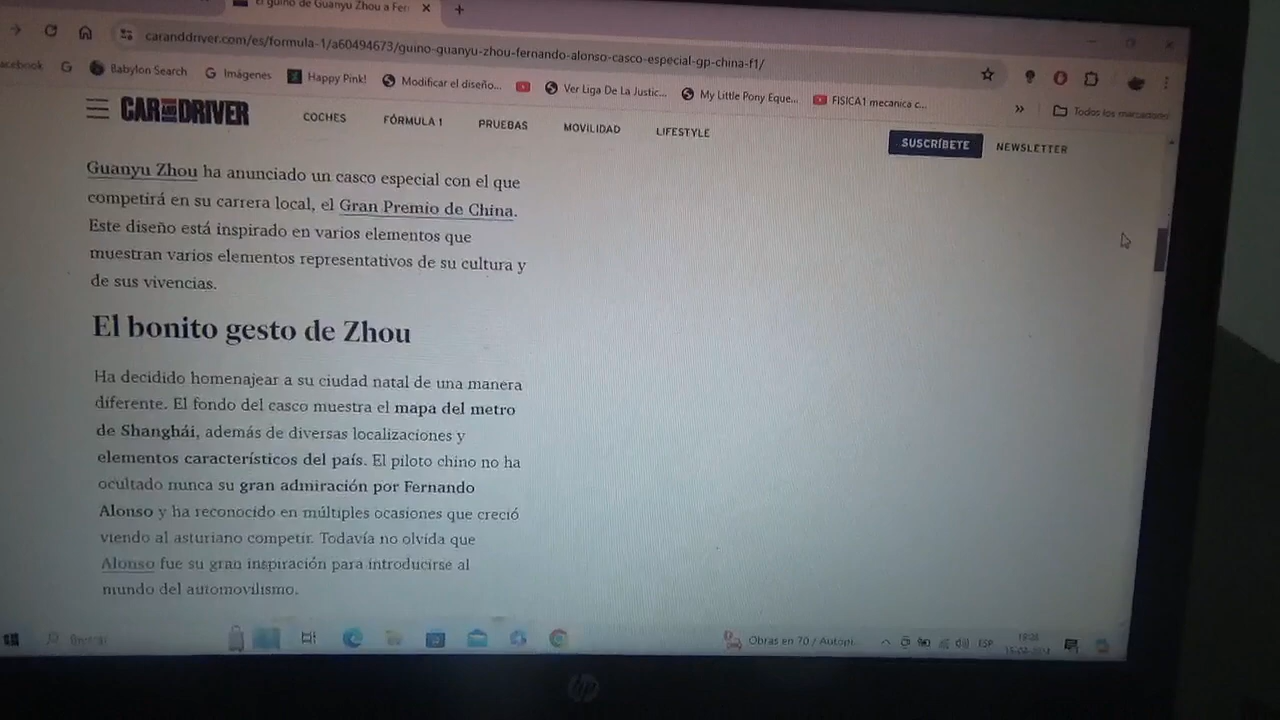 El guiño de Guanyu Zhou a Fer
caranddriver.com/es/formula-1/a60494673/guino-guanyu-zhou-fernando-alonso-casco-especial-gp-china-f1/
acebook
Babylon Search
Imágenes
Happy Pink!
Modificar el diseño...
Ver Liga De La Justic...
My Little Pony Eque...
FISICA1 mecanica c...
»
Todos los marcadores
CAR AND DRIVER
COCHES
FÓRMULA 1
PRUEBAS
MOVILIDAD
LIFESTYLE
SUSCRÍBETE
NEWSLETTER
Guanyu Zhou ha anunciado un casco especial con el que
competirá en su carrera local, el Gran Premio de China.
Este diseño está inspirado en varios elementos que
muestran varios elementos representativos de su cultura y
de sus vivencias.
El bonito gesto de Zhou
Ha decidido homenajear a su ciudad natal de una manera
diferente. El fondo del casco muestra el mapa del metro
de Shanghái, además de diversas localizaciones y
elementos característicos del país. El piloto chino no ha
ocultado nunca su gran admiración por Fernando
Alonso y ha reconocido en múltiples ocasiones que creció
viendo al asturiano competir. Todavía no olvida que
Alonso fue su gran inspiración para introducirse al
mundo del automovilismo.
Obras en 70 / Autopi...
ESP
hp